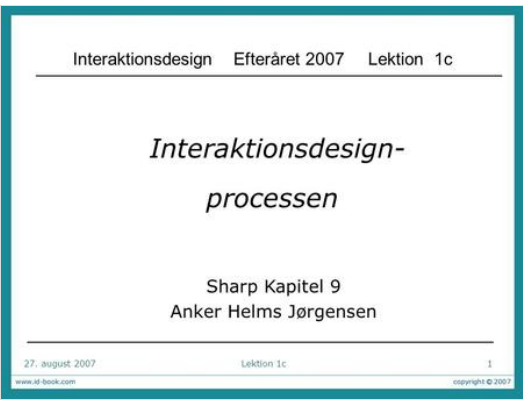 Interaktionsdesign Efteråret 2007 Lektion 1c
Interaktionsdesign-
processen
Sharp Kapitel 9
Anker Helms Jørgensen
27. august 2007 Lektion 1c 1
www.id-book.com copyright © 2007